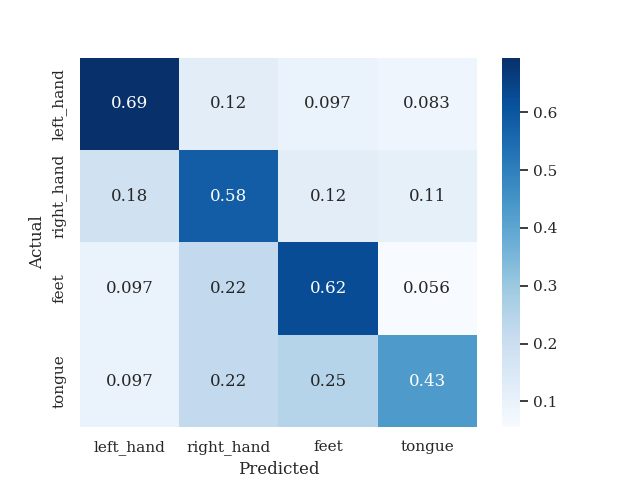 left_hand 0.69 0.12 0.097 0.083
right_hand 0.18 0.58 0.12 0.11
feet 0.097 0.22 0.62 0.056
tongue 0.097 0.22 0.25 0.43
Actual
left_hand right_hand feet tongue
Predicted
0.6
0.5
0.4
0.3
0.2
0.1